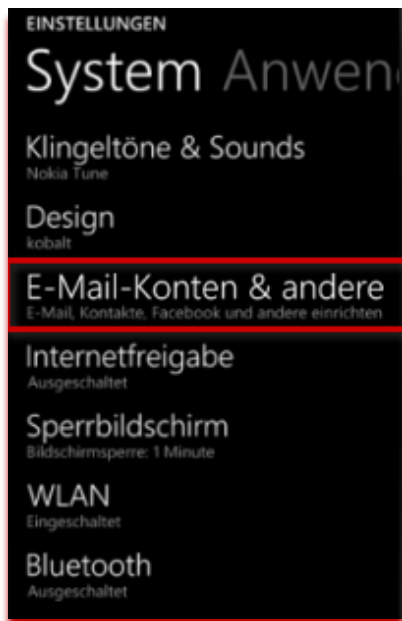 EINSTELLUNGEN
System Anwen
Klingeltöne & Sounds
Nokia Tune
Design
kobalt
E-Mail-Konten & andere
E-Mail, Kontakte, Facebook und andere einrichten
Internetfreigabe
Ausgeschaltet
Sperrbildschirm
Bildschirmsperre: 1 Minute
WLAN
Eingeschaltet
Bluetooth
Ausgeschaltet